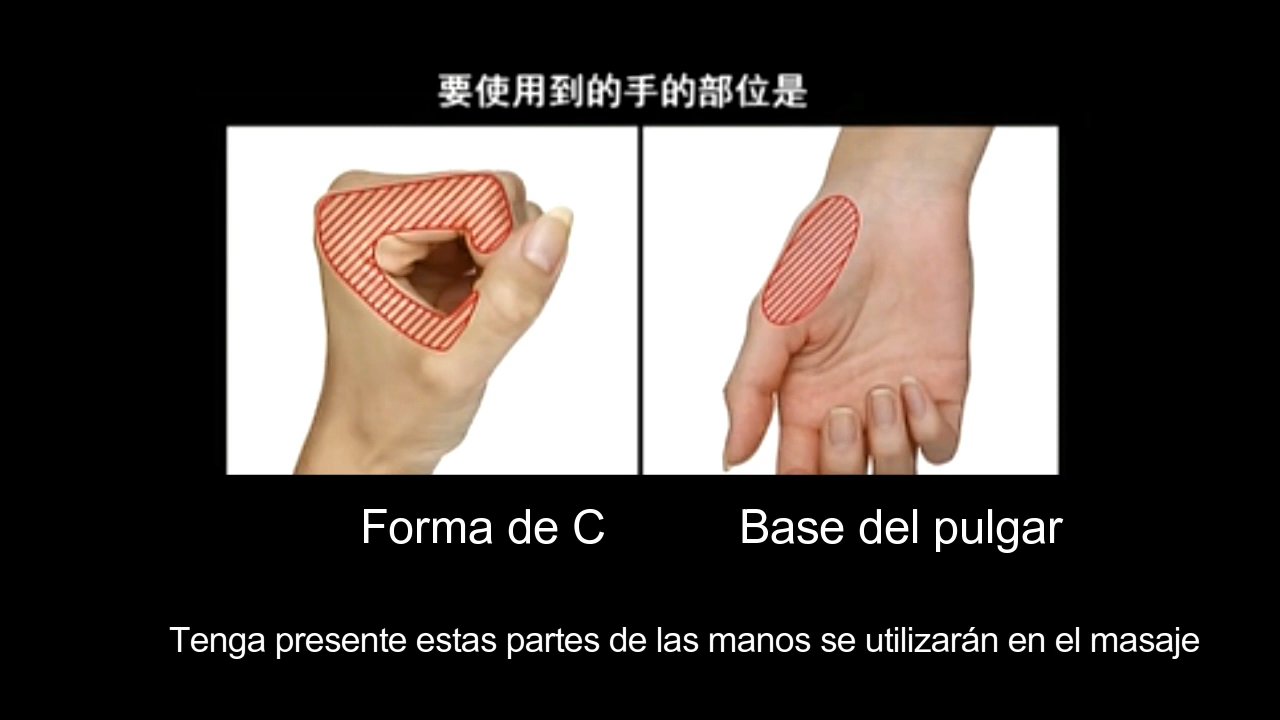 要使用到的手的部位是
Forma de C
Base del pulgar
Tenga presente estas partes de las manos se utilizarán en el masaje